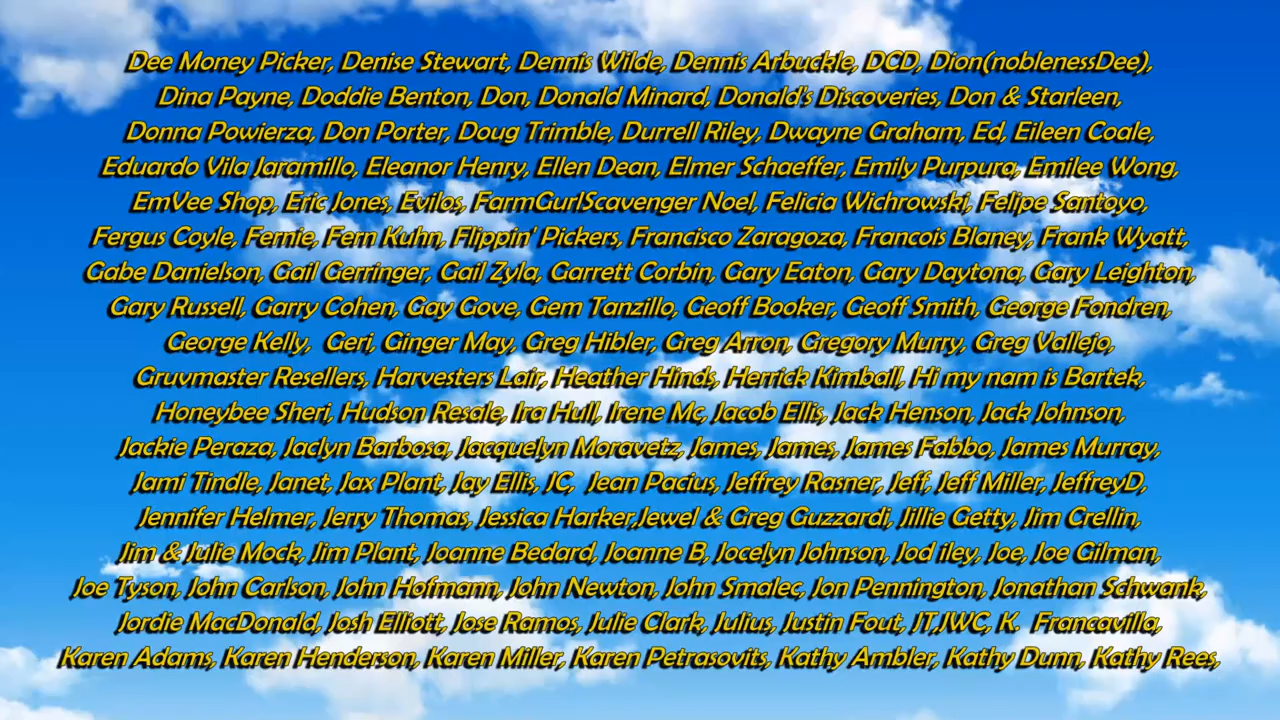 Dee Money Picker, Denise Stewart, Dennis Wilde, Dennis Arbuckle, DCD, Dion(noblenessDee),
Dina Payne, Doddie Benton, Don, Donald Minard, Donald's Discoveries, Don & Starleen,
Donna Powierza, Don Porter, Doug Trimble, Durrell Riley, Dwayne Graham, Ed, Eileen Coale,
Eduardo Vila Jaramillo, Eleanor Henry, Ellen Dean, Elmer Schaeffer, Emily Purpura, Emilee Wong,
EmVee Shop, Eric Jones, Evilos, FarmGurlScavenger Noel, Felicia Wichrowski, Felipe Santoyo,
Fergus Coyle, Fernie, Fern Kuhn, Flippin' Pickers, Francisco Zaragoza, Francois Blaney, Frank Wyatt,
Gabe Danielson, Gail Gerringer, Gail Zyla, Garrett Corbin, Gary Eaton, Gary Daytona, Gary Leighton,
Gary Russell, Garry Cohen, Gay Gove, Gem Tanzillo, Geoff Booker, Geoff Smith, George Fondren,
George Kelly,  Geri, Ginger May, Greg Hibler, Greg Arron, Gregory Murry, Greg Vallejo,
Gruvmaster Resellers, Harvesters Lair, Heather Hinds, Herrick Kimball, Hi my nam is Bartek,
Honeybee Sheri, Hudson Resale, Ira Hull, Irene Mc, Jacob Ellis, Jack Henson, Jack Johnson,
Jackie Peraza, Jaclyn Barbosa, Jacquelyn Moravetz, James, James, James Fabbo, James Murray,
Jami Tindle, Janet, Jax Plant, Jay Ellis, JC,  Jean Pacius, Jeffrey Rasner, Jeff, Jeff Miller, JeffreyD,
Jennifer Helmer, Jerry Thomas, Jessica Harker,Jewel & Greg Guzzardi, Jillie Getty, Jim Crellin,
Jim & Julie Mock, Jim Plant, Joanne Bedard, Joanne B, Jocelyn Johnson, Jod iley, Joe, Joe Gilman,
Joe Tyson, John Carlson, John Hofmann, John Newton, John Smalec, Jon Pennington, Jonathan Schwank,
Jordie MacDonald, Josh Elliott, Jose Ramos, Julie Clark, Julius, Justin Fout, JT,JWC, K.  Francavilla,
Karen Adams, Karen Henderson, Karen Miller, Karen Petrasovits, Kathy Ambler, Kathy Dunn, Kathy Rees,